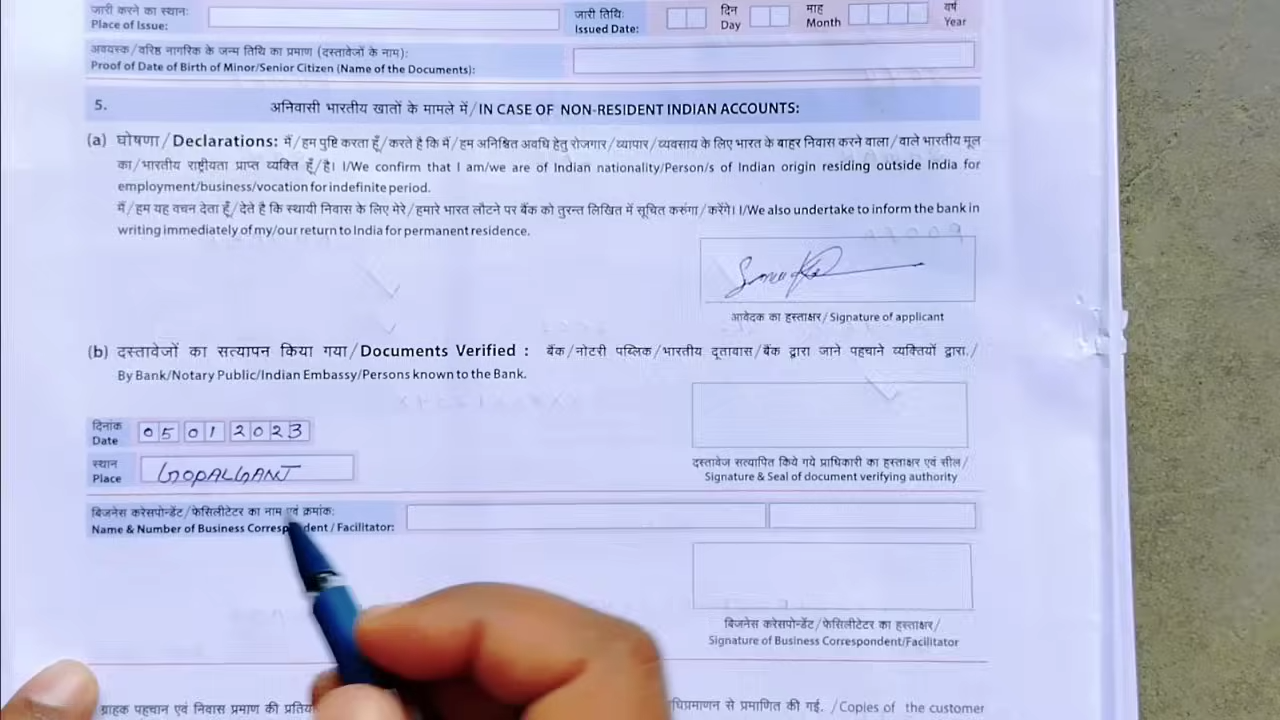 जारी करने का स्थान:
Place of Issue:
जारी तिथि:
Issued Date:
दिन
Day
माह
Month
वर्ष
Year
अवयस्क/वरिष्ठ नागरिक के जन्म तिथि का प्रमाण (दस्तावेजों के नाम):
Proof of Date of Birth of Minor/Senior Citizen (Name of the Documents):
5. अनिवासी भारतीय खातों के मामले में/IN CASE OF NON-RESIDENT INDIAN ACCOUNTS:
(a) घोषणा/Declarations: मैं/हम पुष्टि करता हूँ/करते है कि मैं/हम अनिश्चित अवधि हेतु रोजगार/व्यापार/व्यवसाय के लिए भारत के बाहर निवास करने वाला/वाले भारतीय मूल
का/भारतीय राष्ट्रीयता प्राप्त व्यक्ति हूँ/है। I/We confirm that I am/we are of Indian nationality/Person/s of Indian origin residing outside India for
employment/business/vocation for indefinite period.
मैं/हम यह वचन देता हूँ/देते है कि स्थायी निवास के लिए मेरे/हमारे भारत लौटने पर बैंक को तुरन्त लिखित में सूचित करुंगा/करेंगे। I/We also undertake to inform the bank in
writing immediately of my/our return to India for permanent residence.
आवेदक का हस्ताक्षर/Signature of applicant
(b) दस्तावेजों का सत्यापन किया गया/Documents Verified : बैंक/नोटरी पब्लिक/भारतीय दूतावास/बैंक द्वारा जाने पहचाने व्यक्तियों द्वारा./
By Bank/Notary Public/Indian Embassy/Persons known to the Bank.
दिनांक
Date
05 01 2023
स्थान
Place
GOPALGANJ
दस्तावेज सत्यापित किये गये प्राधिकारी का हस्ताक्षर एवं सील/
Signature & Seal of document verifying authority
बिजनेस करेसपोन्डेंट/फेसिलीटेटर का नाम एवं क्रमांक:
Name & Number of Business Correspondent / Facilitator:
बिजनेस करेसपोन्डेंट/फेसिलीटेटर का हस्ताक्षर/
Signature of Business Correspondent/Facilitator
ग्राहक पहचान एवं निवास प्रमाण की से प्रमाणित की गई. /Copies of the customer